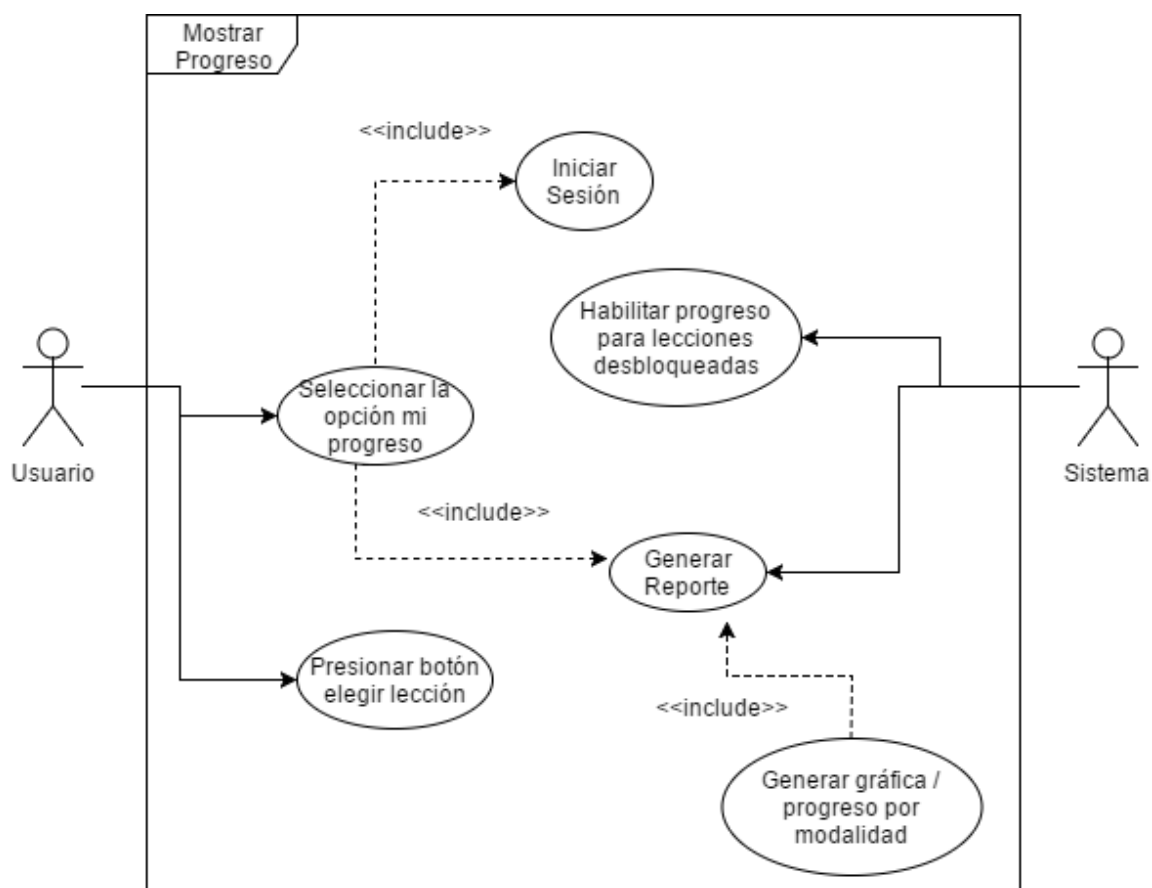 Mostrar
Progreso
<<include>>
Iniciar
Sesión
Habilitar progreso
para lecciones
desbloqueadas
Seleccionar la
opción mi
progreso
Usuario
Sistema
<<include>>
Generar
Reporte
Presionar botón
elegir lección
<<include>>
Generar gráfica /
progreso por
modalidad